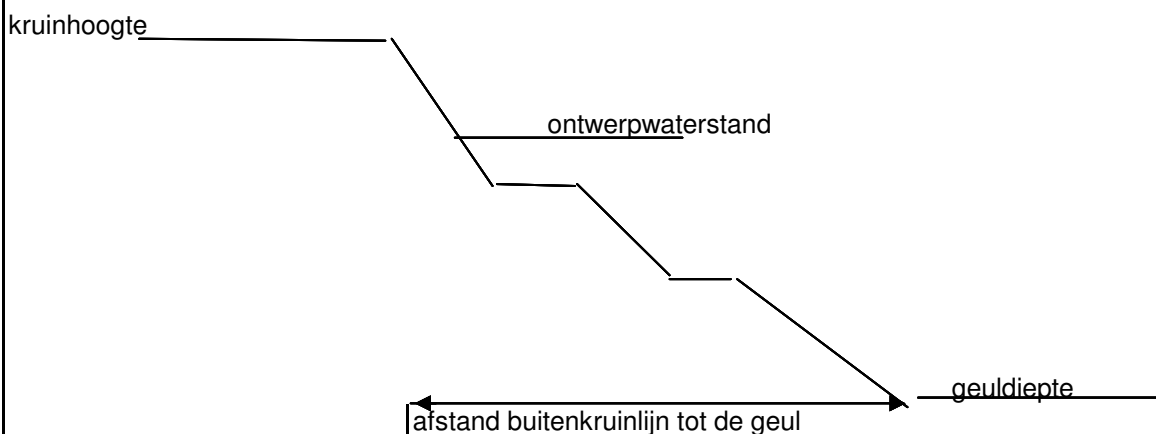 kruinhoogte
ontwerpwaterstand
geuldiepte
afstand buitenkruinlijn tot de geul